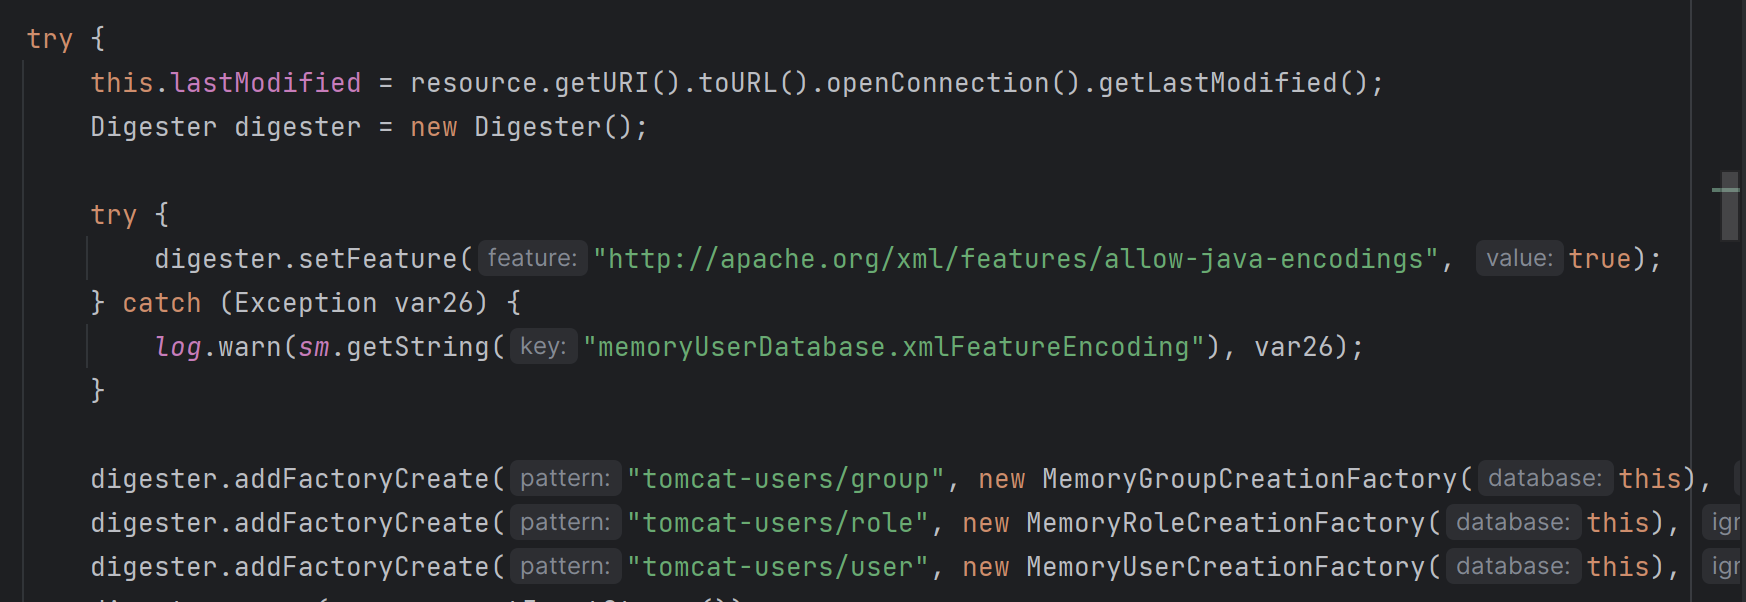 try {
this.lastModified = resource.getURI().toURL().openConnection().getLastModified();
Digester digester = new Digester();
try {
digester.setFeature( feature: "http://apache.org/xml/features/allow-java-encodings", value: true);
} catch (Exception var26) {
log.warn(sm.getString( key: "memoryUserDatabase.xmlFeatureEncoding"), var26);
}
digester.addFactoryCreate( pattern: "tomcat-users/group", new MemoryGroupCreationFactory( database: this),
digester.addFactoryCreate( pattern: "tomcat-users/role", new MemoryRoleCreationFactory( database: this), ign
digester.addFactoryCreate( pattern: "tomcat-users/user", new MemoryUserCreationFactory( database: this), ign